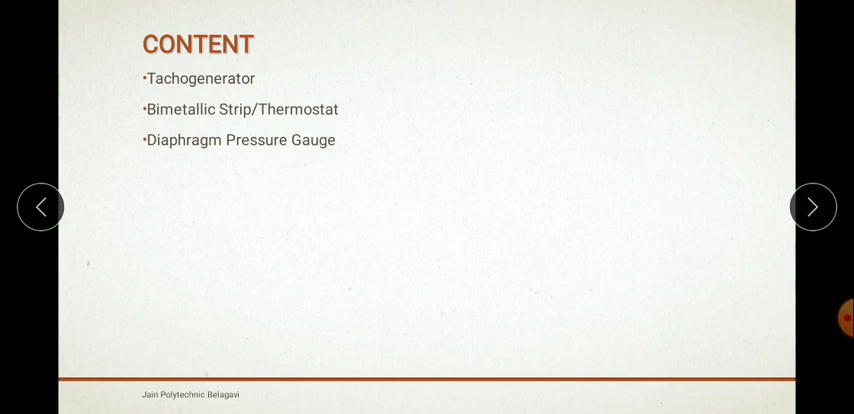 CONTENT
•Tachogenerator
•Bimetallic Strip/Thermostat
•Diaphragm Pressure Gauge
Jain Polytechnic Belagavi